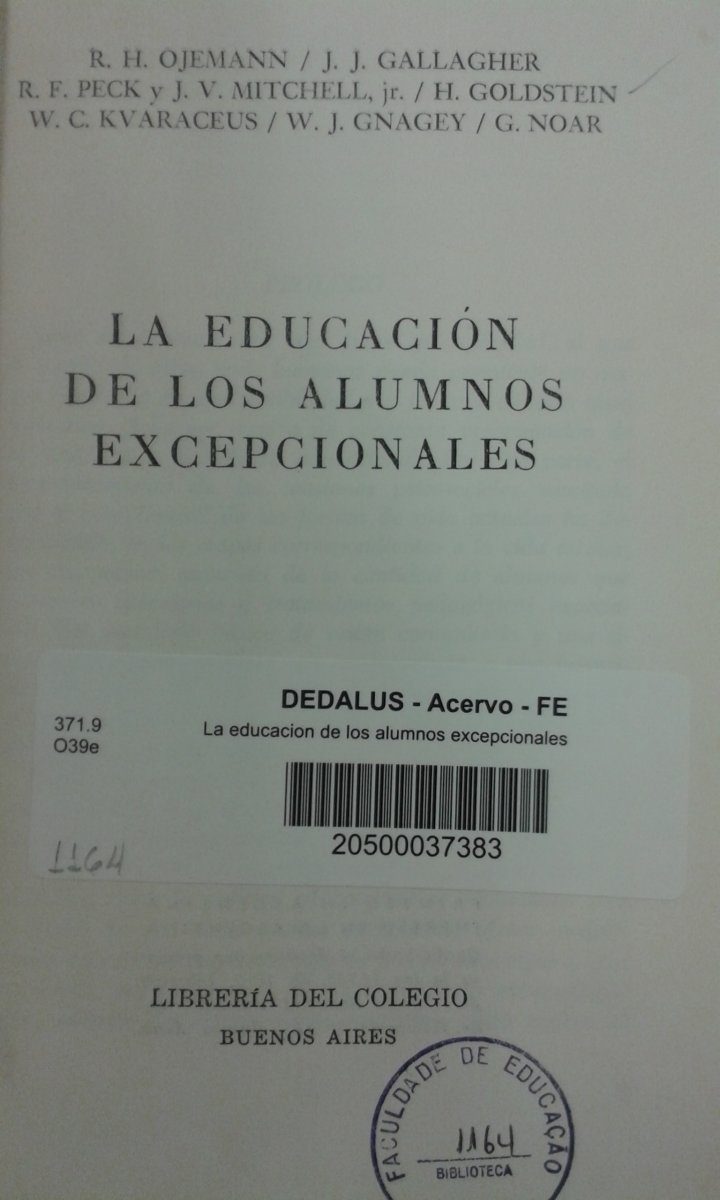 R. H. OJEMANN / J. J. GALLAGHER
R. F. PECK y J. V. MITCHELL, jr. / H. GOLDSTEIN
W. C. KVARACEUS / W. J. GNAGEY / G. NOAR
LA EDUCACIÓN
DE LOS ALUMNOS
EXCEPCIONALES
DEDALUS - Acervo - FE
La educacion de los alumnos excepcionales
371.9
O39e
20500037383
1164
LIBRERÍA DEL COLEGIO
BUENOS AIRES
FACULDADE DE EDUCAÇÃO
1164
BIBLIOTECA